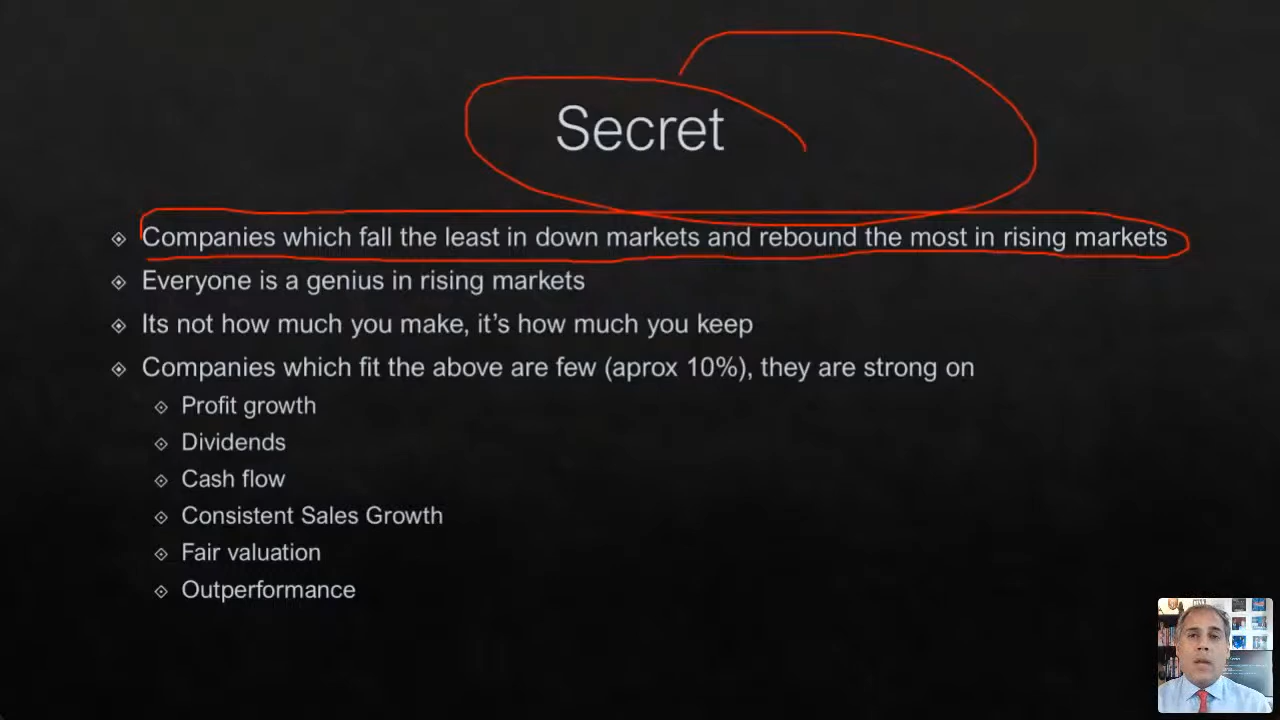 Secret
Companies which fall the least in down markets and rebound the most in rising markets
Everyone is a genius in rising markets
Its not how much you make, it’s how much you keep
Companies which fit the above are few (aprox 10%), they are strong on
Profit growth
Dividends
Cash flow
Consistent Sales Growth
Fair valuation
Outperformance